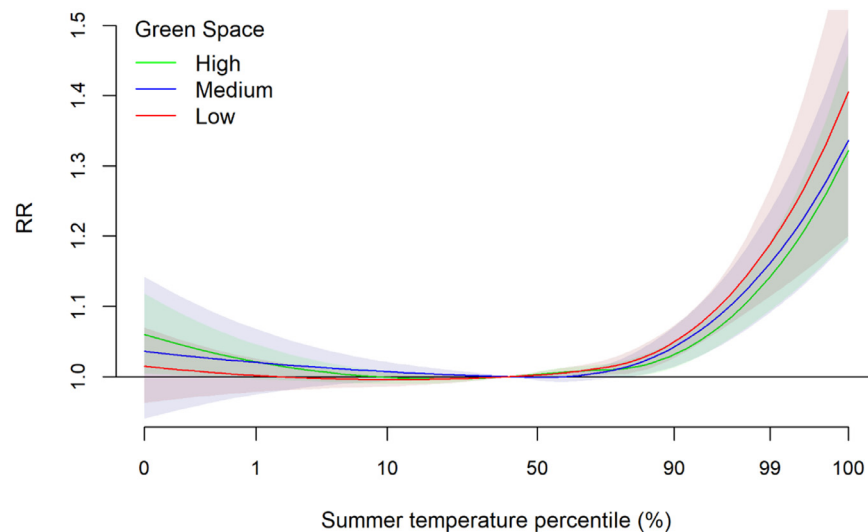 Green Space
High
Medium
Low
RR
1.5
1.4
1.3
1.2
1.1
1.0
0 1 10 50 90 99 100
Summer temperature percentile (%)